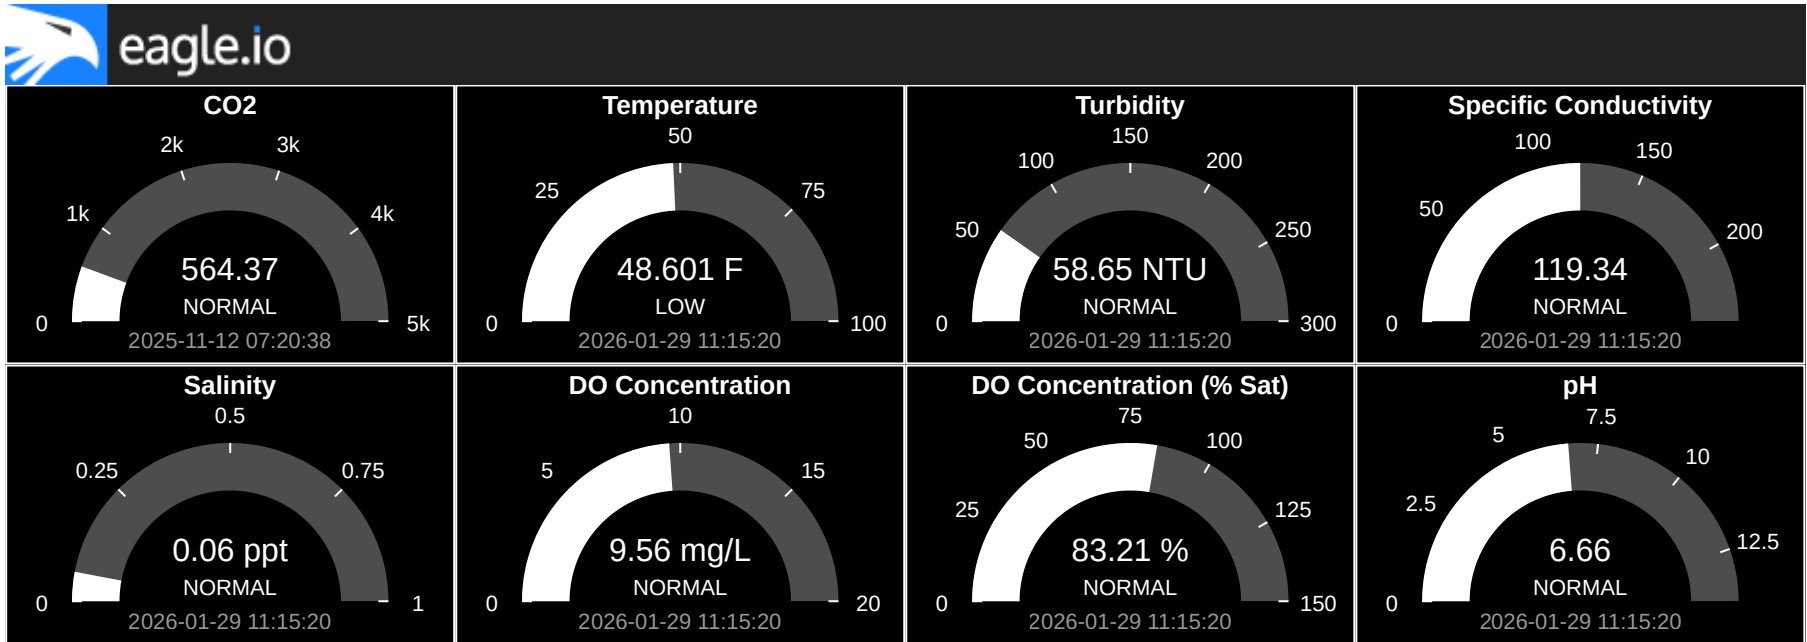 eagle.io
CO2
0
1k
2k
3k
4k
5k
564.37
NORMAL
2025-11-12 07:20:38
Temperature
0
25
50
75
100
48.601 F
LOW
2026-01-29 11:15:20
Turbidity
0
50
100
150
200
250
300
58.65 NTU
NORMAL
2026-01-29 11:15:20
Specific Conductivity
0
50
100
150
200
119.34
NORMAL
2026-01-29 11:15:20
Salinity
0
0.25
0.5
0.75
1
0.06 ppt
NORMAL
2026-01-29 11:15:20
DO Concentration
0
5
10
15
20
9.56 mg/L
NORMAL
2026-01-29 11:15:20
DO Concentration (% Sat)
0
25
50
75
100
125
150
83.21 %
NORMAL
2026-01-29 11:15:20
pH
0
2.5
5
7.5
10
12.5
6.66
NORMAL
2026-01-29 11:15:20